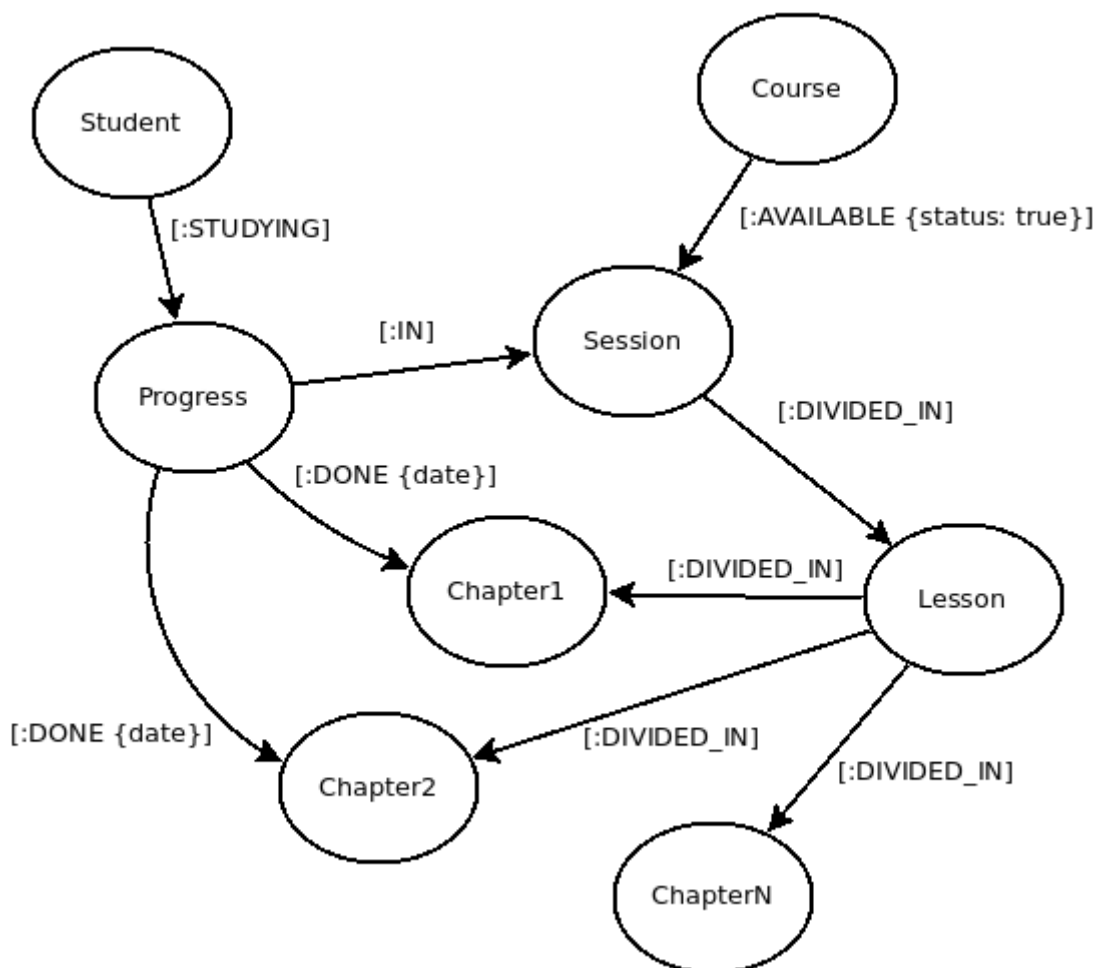 Course
Student
[:AVAILABLE {status: true}]
[:STUDYING]
[:IN]
Session
Progress
[:DIVIDED_IN]
[:DONE {date}]
[:DIVIDED_IN]
Chapter1
Lesson
[:DONE {date}]
[:DIVIDED_IN]
[:DIVIDED_IN]
Chapter2
ChapterN